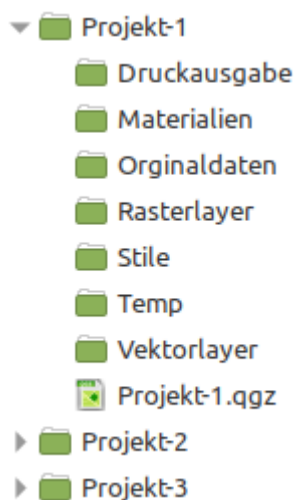 Projekt-1
Druckausgabe
Materialien
Orginaldaten
Rasterlayer
Stile
Temp
Vektorlayer
Projekt-1.qgz
Projekt-2
Projekt-3